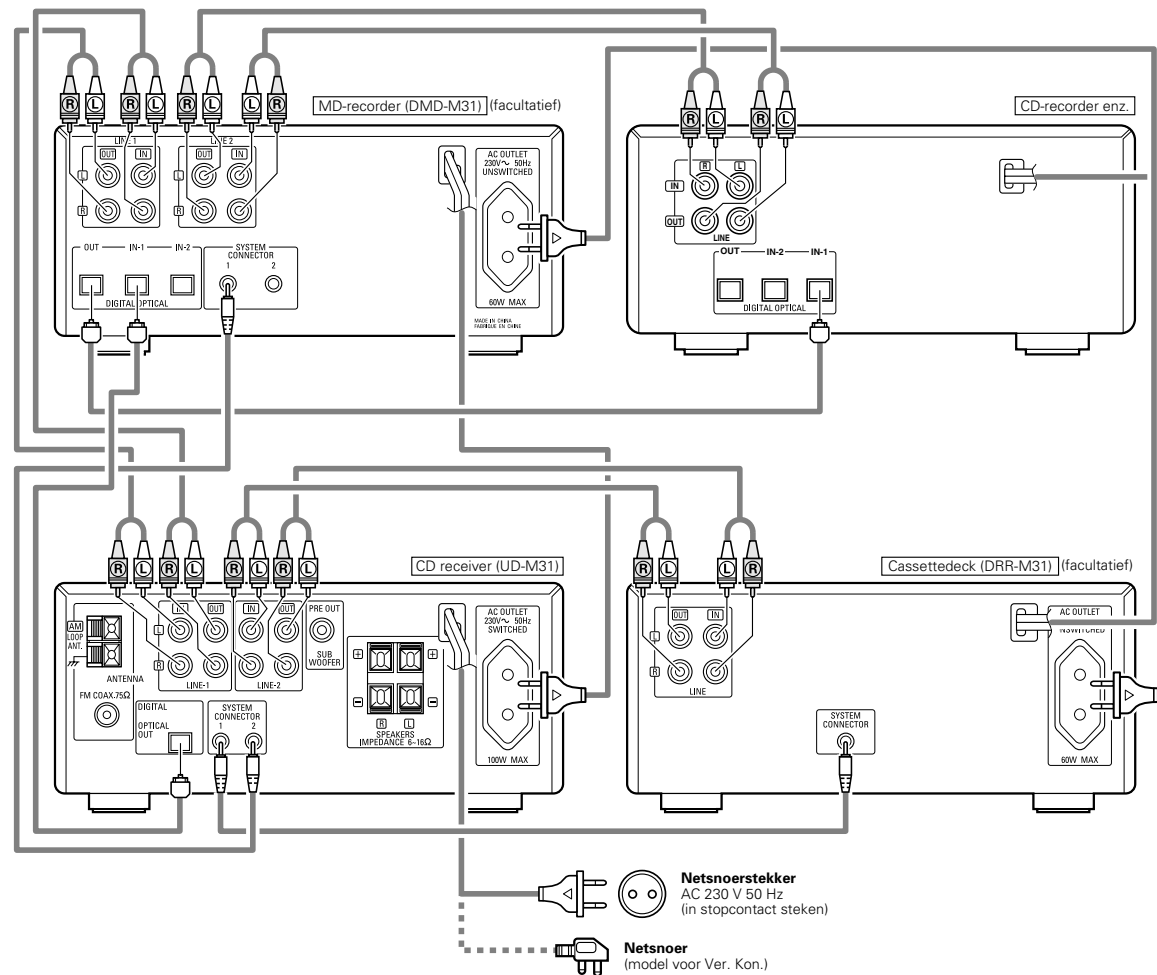 R L R L R L L R
MD-recorder (DMD-M31) (facultatief)
LINE 1
LINE 2
OUT IN OUT IN
L
R
AC OUTLET
230V～ 50Hz
UNSWITCHED
60W MAX
OUT IN-1 IN-2
DIGITAL OPTICAL
SYSTEM
CONNECTOR
1 2
MADE IN CHINA
FABRIQUE EN CHINE
R L R L
CD-recorder enz.
R L
IN
OUT
LINE
OUT IN-2 IN-1
DIGITAL OPTICAL
R L R L R L R L
CD receiver (UD-M31)
AM
LOOP
ANT.
ANTENNA
FM COAX.75Ω
IN OUT IN OUT
L
R
LINE-1 LINE-2
PRE OUT
SUB
WOOFER
DIGITAL
OPTICAL
OUT
SYSTEM
CONNECTOR
1 2
+ +
− −
R L
SPEAKERS
IMPEDANCE 6~16Ω
AC OUTLET
230V～ 50Hz
SWITCHED
100W MAX
R L L R
Cassettedeck (DRR-M31) (facultatief)
OUT IN
L
R
LINE
SYSTEM
CONNECTOR
AC OUTLET
NSWITCHED
60W MAX
Netsnoerstekker
AC 230 V 50 Hz
(in stopcontact steken)
Netsnoer
(model voor Ver. Kon.)